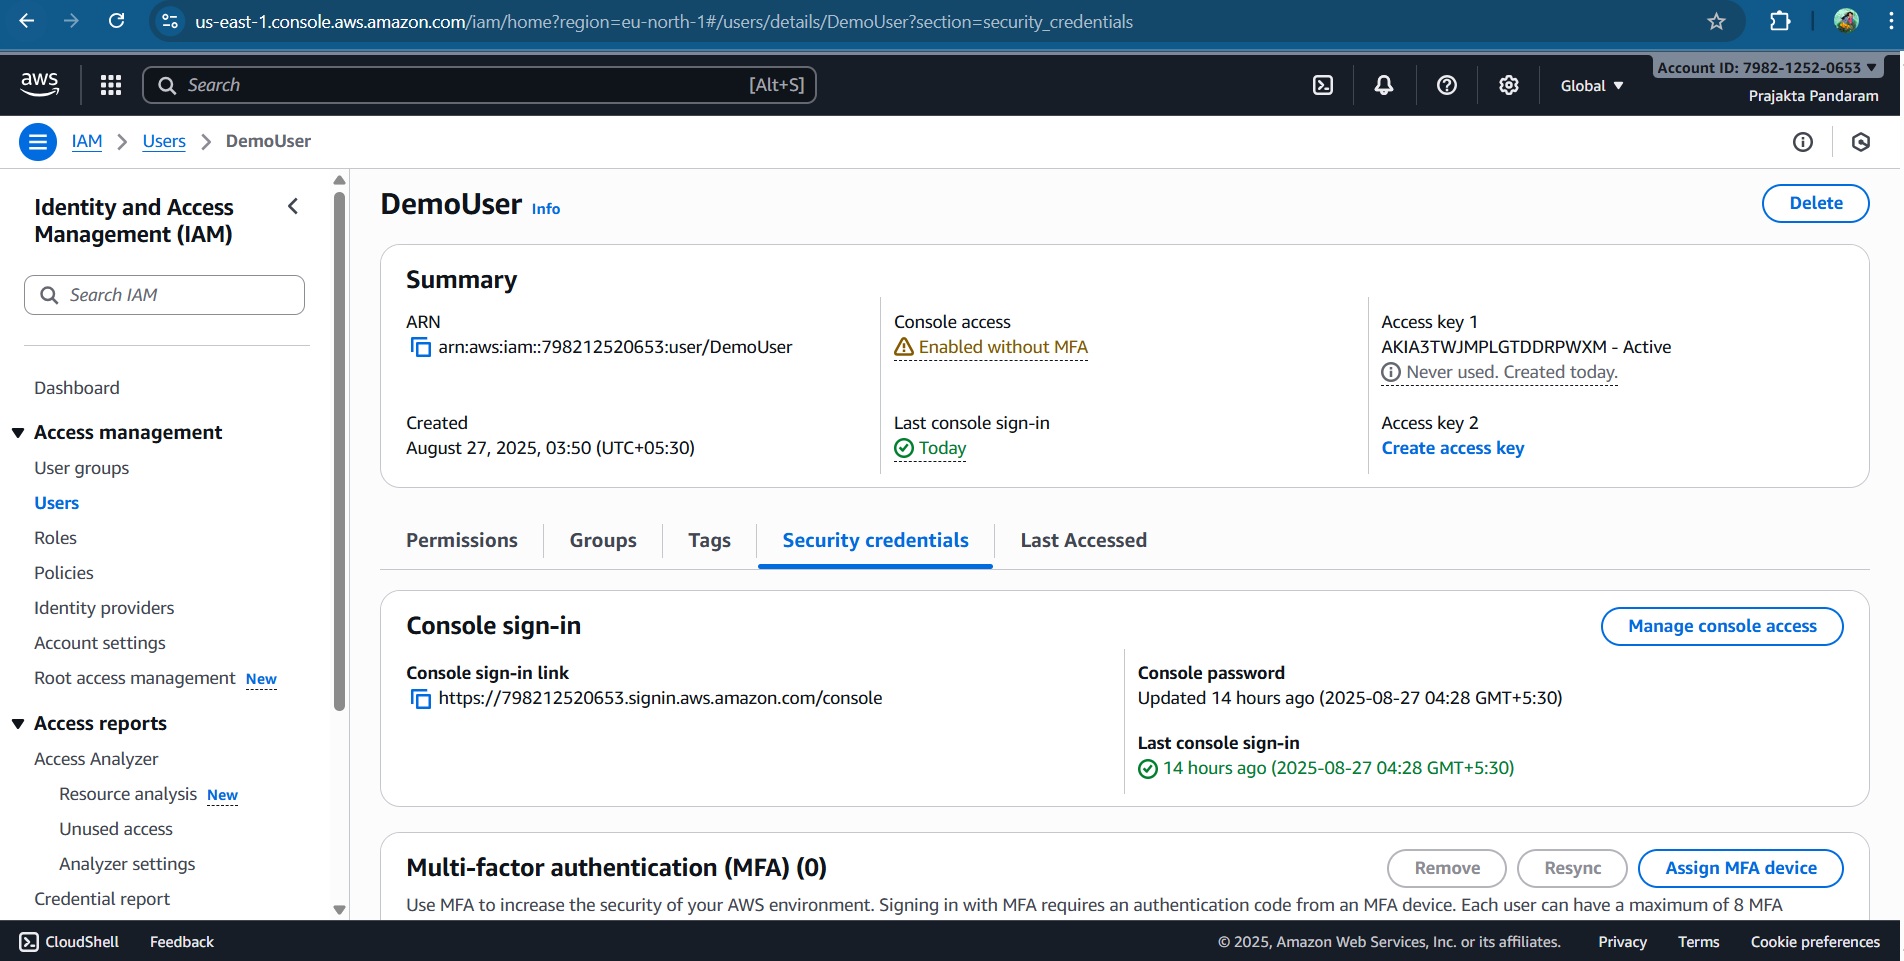 us-east-1.console.aws.amazon.com/iam/home?region=eu-north-1#/users/details/DemoUser?section=security_credentials
aws
Search [Alt+S]
Global
Account ID: 7982-1252-0653
Prajakta Pandaram
IAM
Users
DemoUser
Identity and Access
Management (IAM)
Search IAM
Dashboard
Access management
User groups
Users
Roles
Policies
Identity providers
Account settings
Root access management New
Access reports
Access Analyzer
Resource analysis New
Unused access
Analyzer settings
Credential report
DemoUser Info
Delete
Summary
ARN
arn:aws:iam::798212520653:user/DemoUser
Created
August 27, 2025, 03:50 (UTC+05:30)
Console access
Enabled without MFA
Last console sign-in
Today
Access key 1
AKIA3TWJMPLGTDDRPWXM - Active
Never used. Created today.
Access key 2
Create access key
Permissions
Groups
Tags
Security credentials
Last Accessed
Console sign-in
Manage console access
Console sign-in link
https://798212520653.signin.aws.amazon.com/console
Console password
Updated 14 hours ago (2025-08-27 04:28 GMT+5:30)
Last console sign-in
14 hours ago (2025-08-27 04:28 GMT+5:30)
Multi-factor authentication (MFA) (0)
Remove
Resync
Assign MFA device
Use MFA to increase the security of your AWS environment. Signing in with MFA requires an authentication code from an MFA device. Each user can have a maximum of 8 MFA
CloudShell
Feedback
© 2025, Amazon Web Services, Inc. or its affiliates.
Privacy
Terms
Cookie preferences